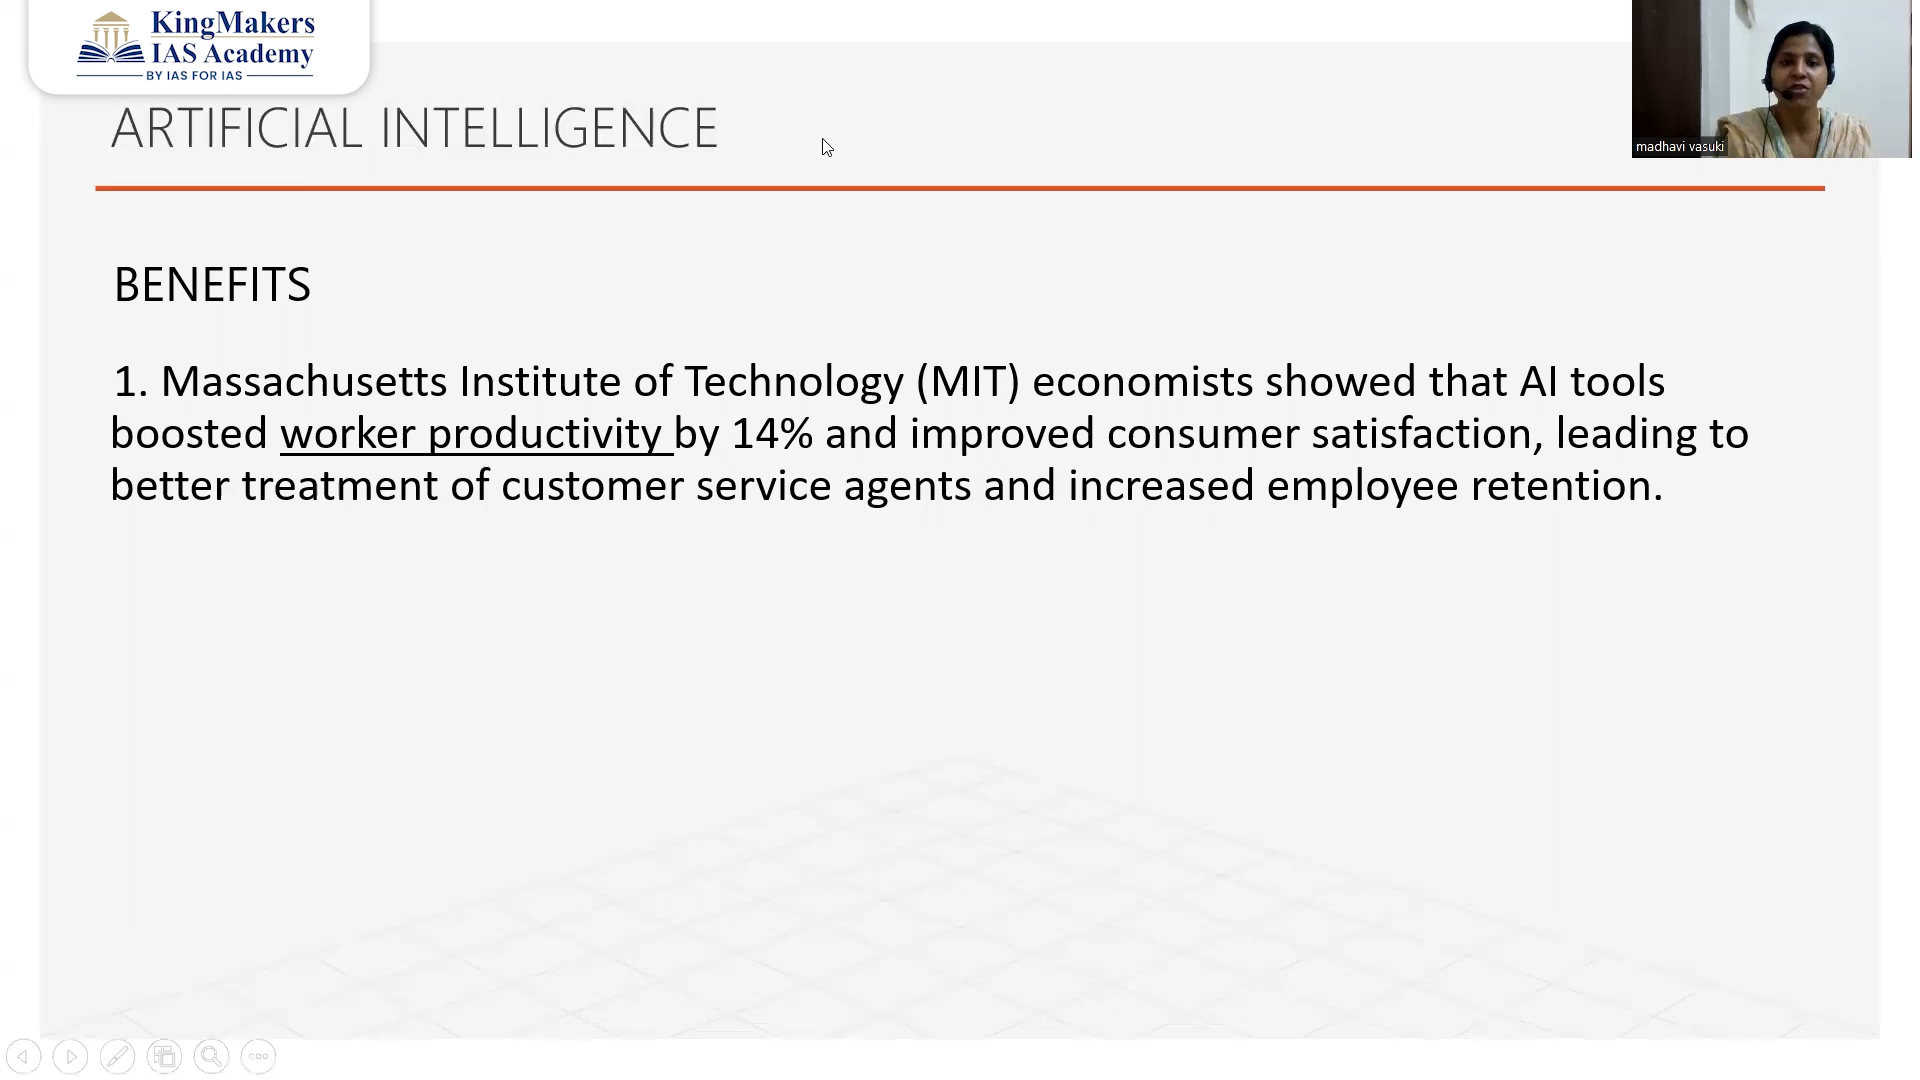 KingMakers
IAS Academy
BY IAS FOR IAS
madhavi vasuki
ARTIFICIAL INTELLIGENCE
BENEFITS
1. Massachusetts Institute of Technology (MIT) economists showed that AI tools
boosted worker productivity by 14% and improved consumer satisfaction, leading to
better treatment of customer service agents and increased employee retention.